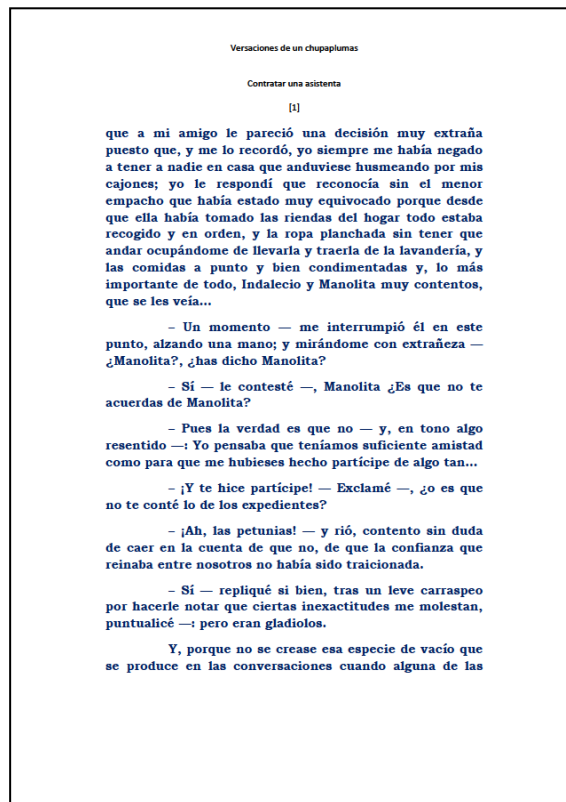 Versaciones de un chupaplumas
Contratar una asistenta
[1]
que a mi amigo le pareció una decisión muy extraña
puesto que, y me lo recordó, yo siempre me había negado
a tener a nadie en casa que anduviese husmeando por mis
cajones; yo le respondí que reconocía sin el menor
empacho que había estado muy equivocado porque desde
que ella había tomado las riendas del hogar todo estaba
recogido y en orden, y la ropa planchada sin tener que
andar ocupándome de llevarla y traerla de la lavandería, y
las comidas a punto y bien condimentadas y, lo más
importante de todo, Indalecio y Manolita muy contentos,
que se les veía...
– Un momento — me interrumpió él en este
punto, alzando una mano; y mirándome con extrañeza —
¿Manolita?, ¿has dicho Manolita?
– Sí — le contesté —, Manolita ¿Es que no te
acuerdas de Manolita?
– Pues la verdad es que no — y, en tono algo
resentido —: Yo pensaba que teníamos suficiente amistad
como para que me hubieses hecho partícipe de algo tan...
– ¡Y te hice partícipe! — Exclamé —, ¿o es que
no te conté lo de los expedientes?
– ¡Ah, las petunias! — y rió, contento sin duda
de caer en la cuenta de que no, de que la confianza que
reinaba entre nosotros no había sido traicionada.
– Sí — repliqué si bien, tras un leve carraspeo
por hacerle notar que ciertas inexactitudes me molestan,
puntualicé —: pero eran gladiolos.
Y, porque no se crease esa especie de vacío que
se produce en las conversaciones cuando alguna de las